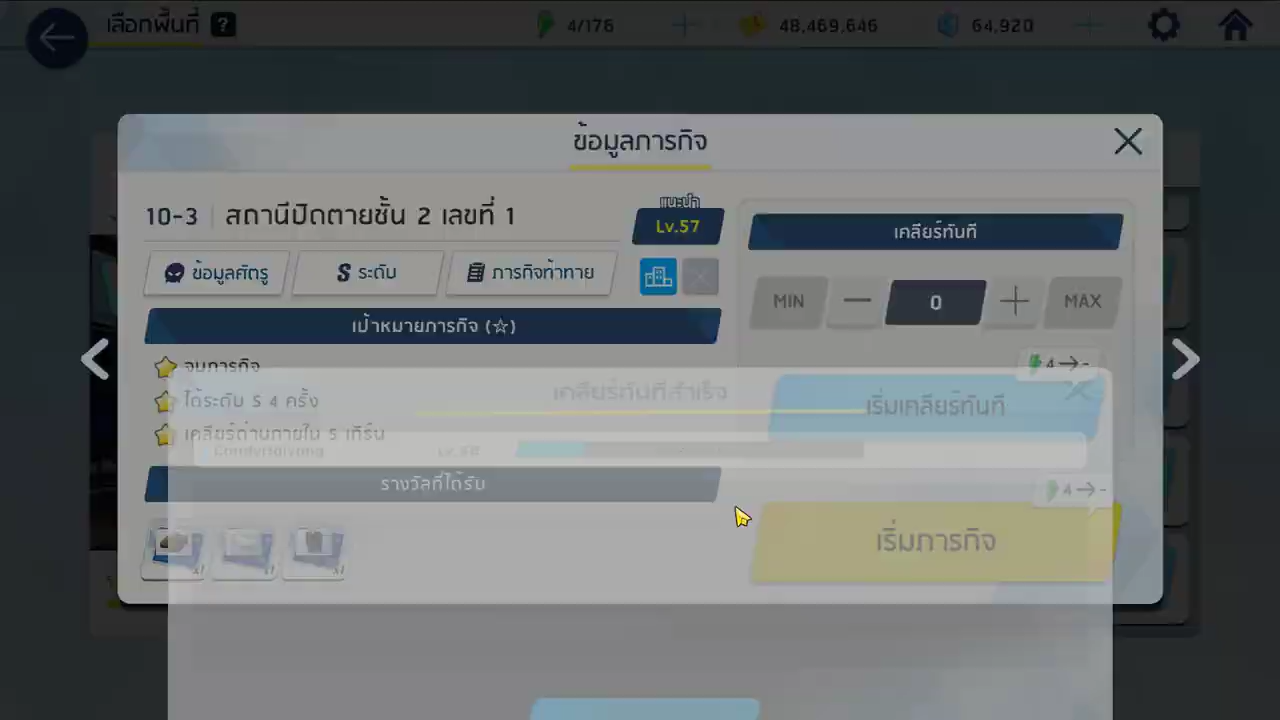 เลือกพื้นที่ ?
4/176
48,469,646
64,920
ข้อมูลภารกิจ
10-3 สถานีปิดตายชั้น 2 เลขที่ 1
แนะนำ
Lv.57
ข้อมูลศัตรู
S ระดับ
ภารกิจท้าทาย
เป้าหมายภารกิจ (☆)
จบภารกิจ
ได้ระดับ S 4 ครั้ง
เคลียร์ด่านภายใน 5 เทิร์น
รางวัลที่ได้รับ
x1
x1
x1
เคลียร์ทันที
MIN
0
MAX
4→-
เริ่มเคลียร์ทันที
4→-
เริ่มภารกิจ
เคลียร์ทันทีสำเร็จ